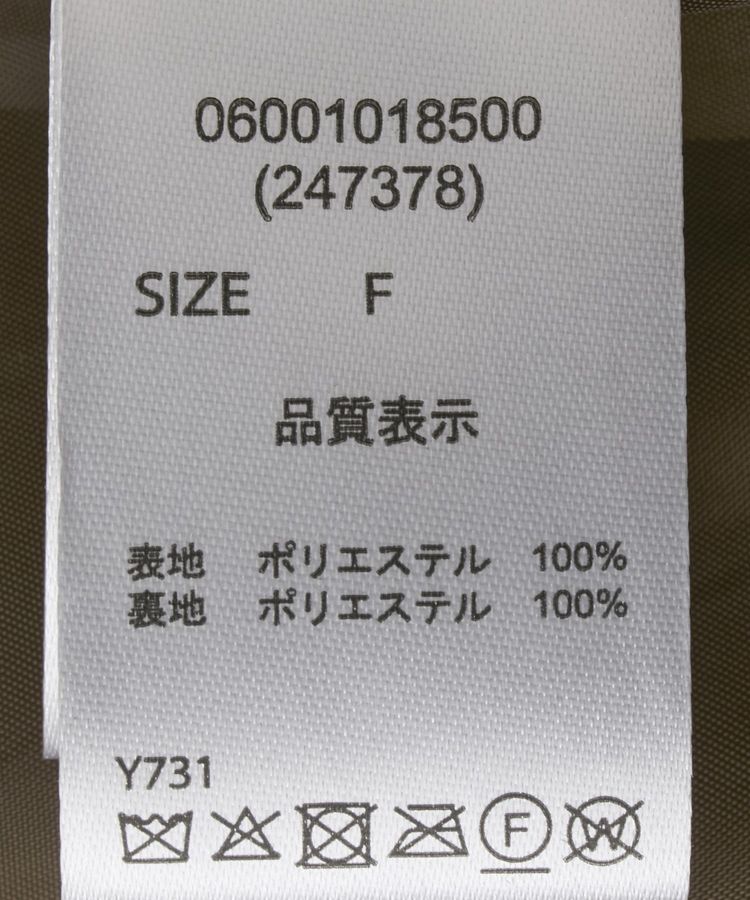 06001018500
(247378)
SIZE F
品質表示
表地 ポリエステル 100%
裏地 ポリエステル 100%
Y731
F W